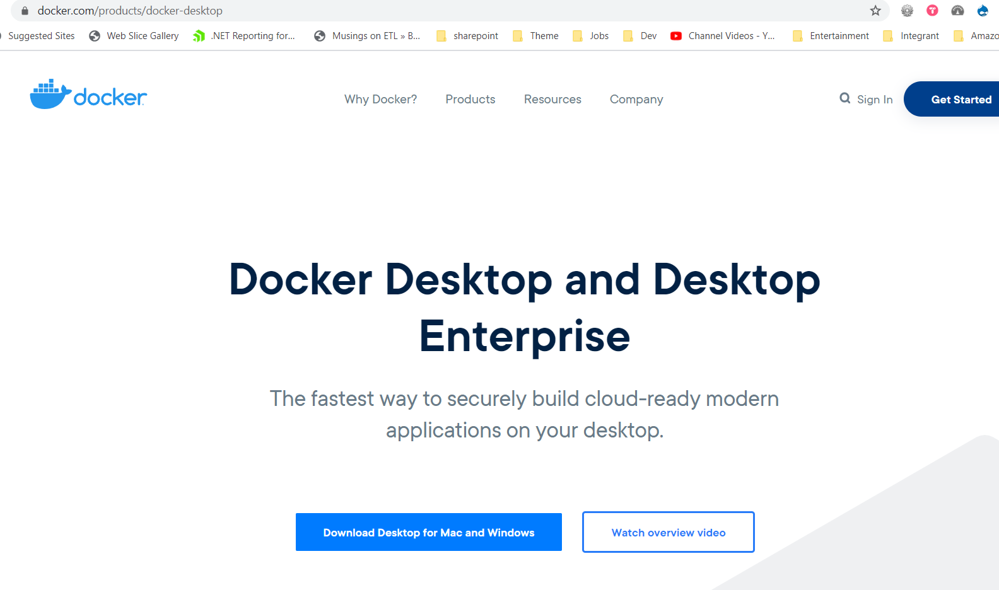 docker.com/products/docker-desktop
Suggested Sites Web Slice Gallery .NET Reporting for... Musings on ETL » B... sharepoint Theme Jobs Dev Channel Videos - Y... Entertainment Integrant Amazo
docker Why Docker? Products Resources Company Sign In Get Started
Docker Desktop and Desktop
Enterprise
The fastest way to securely build cloud-ready modern
applications on your desktop.
Download Desktop for Mac and Windows Watch overview video